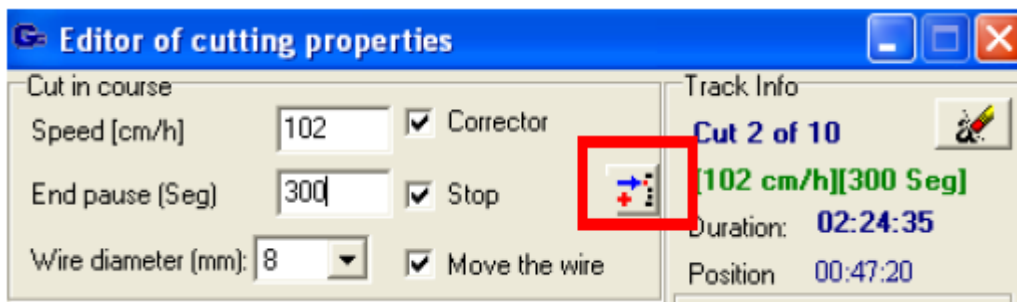 Editor of cutting properties
Cut in course
Speed [cm/h] 102 Corrector
End pause (Seg) 300 Stop
Wire diameter (mm): 8 Move the wire
Track Info
Cut 2 of 10
[102 cm/h][300 Seg]
Duration: 02:24:35
Position 00:47:20